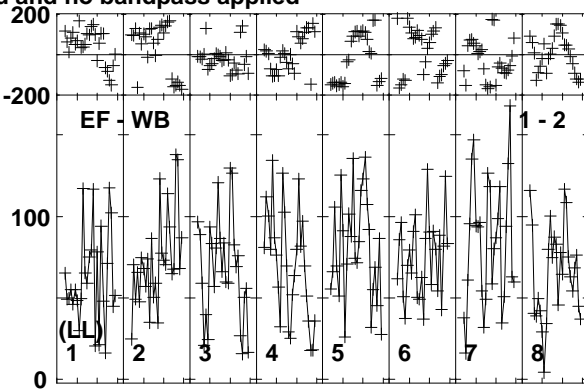 d and no bandpass applied
200
-200
EF - WB 1 - 2
100
(LL)
1 2 3 4 5 6 7 8
0